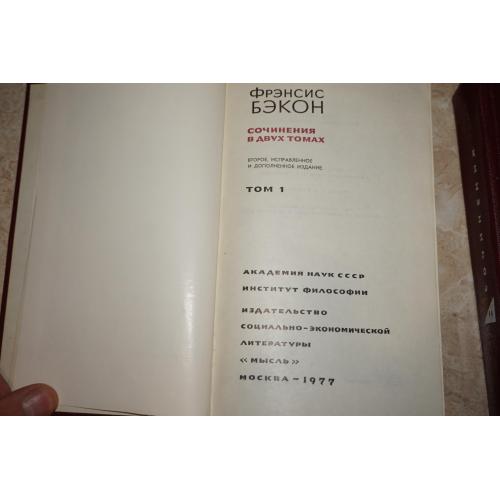 ФРЭНСИС
БЭКОН
СОЧИНЕНИЯ
В ДВУХ ТОМАХ
ВТОРОЕ, ИСПРАВЛЕННОЕ
И ДОПОЛНЕННОЕ ИЗДАНИЕ
ТОМ 1
АКАДЕМИЯ НАУК СССР
ИНСТИТУТ ФИЛОСОФИИ
ИЗДАТЕЛЬСТВО
СОЦИАЛЬНО-ЭКОНОМИЧЕСКОЙ
ЛИТЕРАТУРЫ
«МЫСЛЬ»
МОСКВА-1977